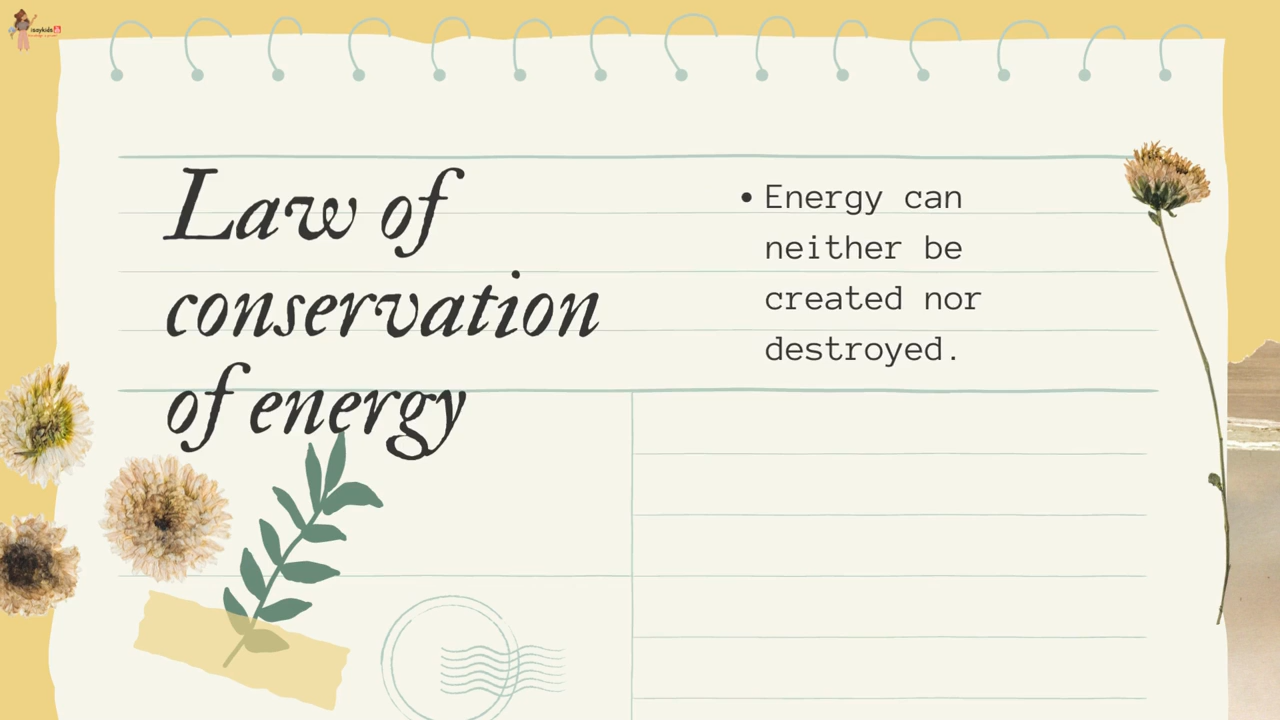 Law of
conservation
of energy
• Energy can
neither be
created nor
destroyed.